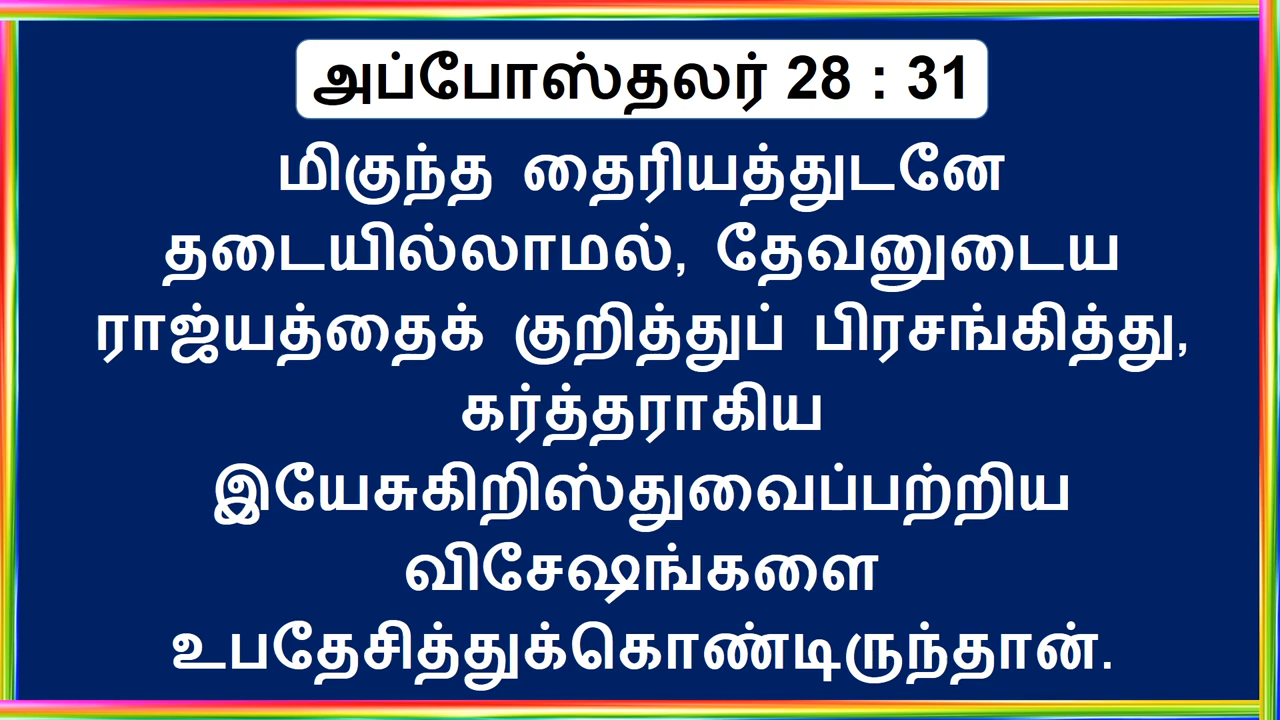 அப்போஸ்தலர் 28 : 31
மிகுந்த தைரியத்துடனே
தடையில்லாமல், தேவனுடைய
ராஜ்யத்தைக் குறித்துப் பிரசங்கித்து,
கர்த்தராகிய
இயேசுகிறிஸ்துவைப்பற்றிய
விசேஷங்களை
உபதேசித்துக்கொண்டிருந்தான்.